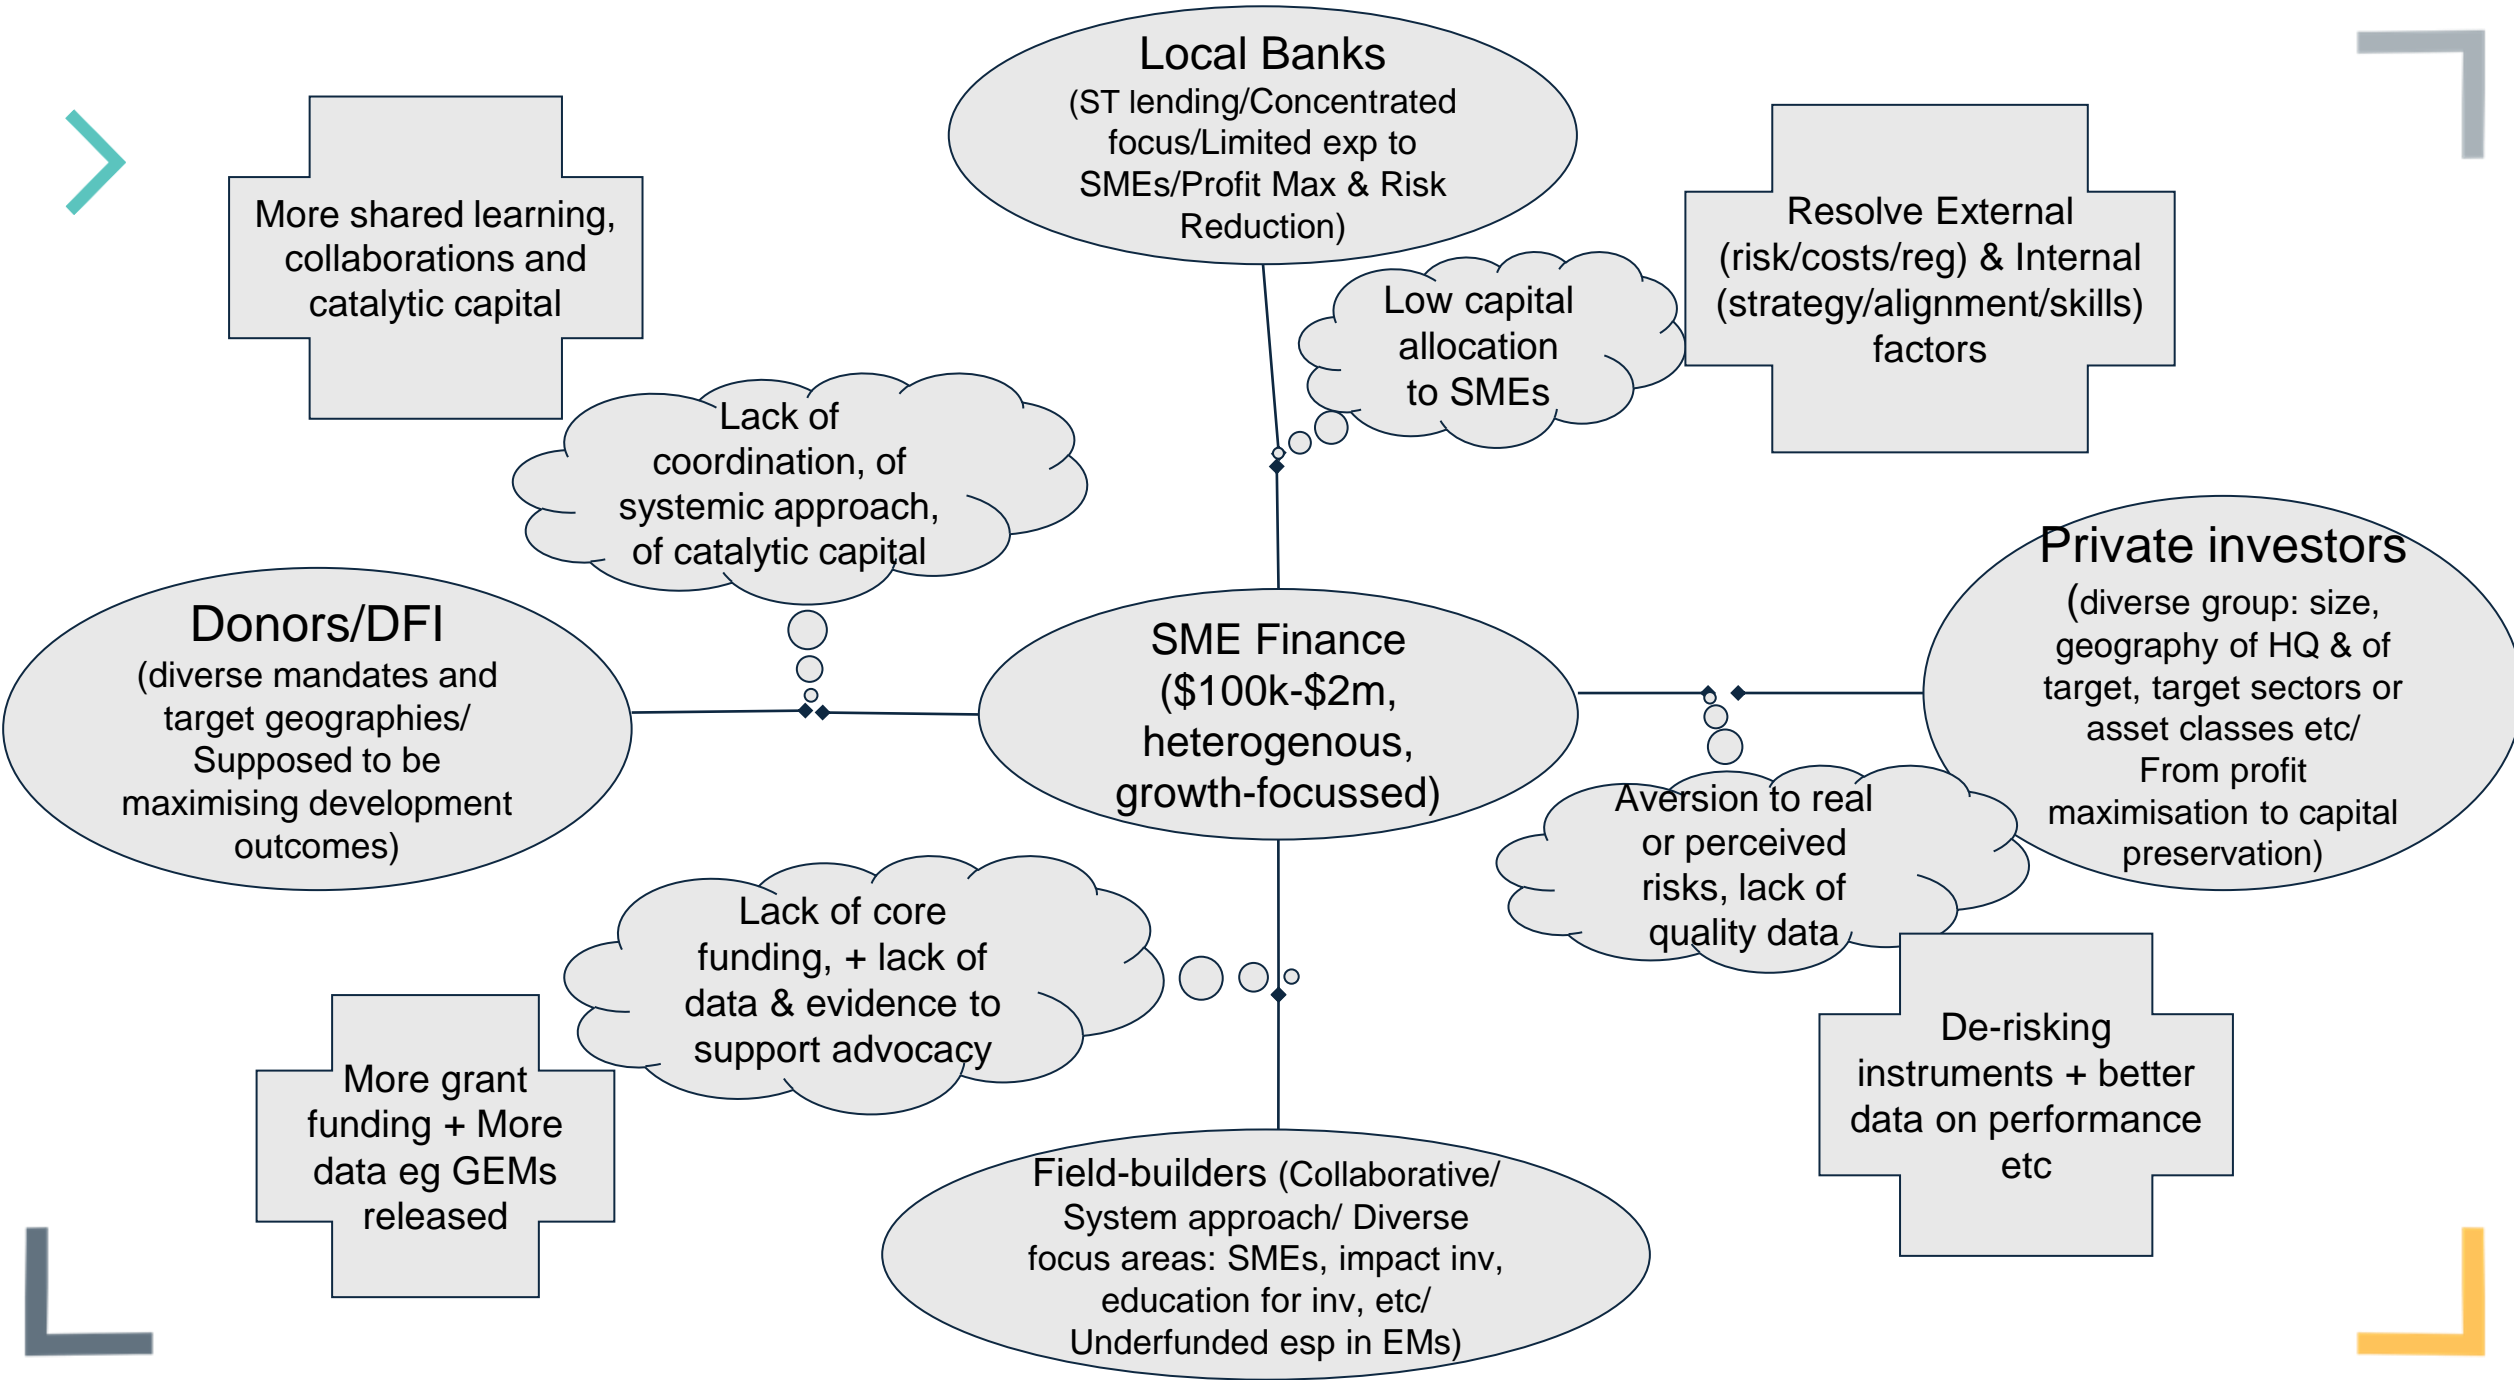 Local Banks
(ST lending/Concentrated
focus/Limited exp to
SMEs/Profit Max & Risk
Reduction)
More shared learning,
collaborations and
catalytic capital
Resolve External
(risk/costs/reg) & Internal
(strategy/alignment/skills)
factors
Low capital
allocation
to SMEs
Lack of
coordination, of
systemic approach,
of catalytic capital
Donors/DFI
(diverse mandates and
target geographies/
Supposed to be
maximising development
outcomes)
SME Finance
($100k-$2m,
heterogenous,
growth-focussed)
Private investors
(diverse group: size,
geography of HQ & of
target, target sectors or
asset classes etc/
From profit
maximisation to capital
preservation)
Aversion to real
or perceived
risks, lack of
quality data
Lack of core
funding, + lack of
data & evidence to
support advocacy
More grant
funding + More
data eg GEMs
released
De-risking
instruments + better
data on performance
etc
Field-builders (Collaborative/
System approach/ Diverse
focus areas: SMEs, impact inv,
education for inv, etc/
Underfunded esp in EMs)